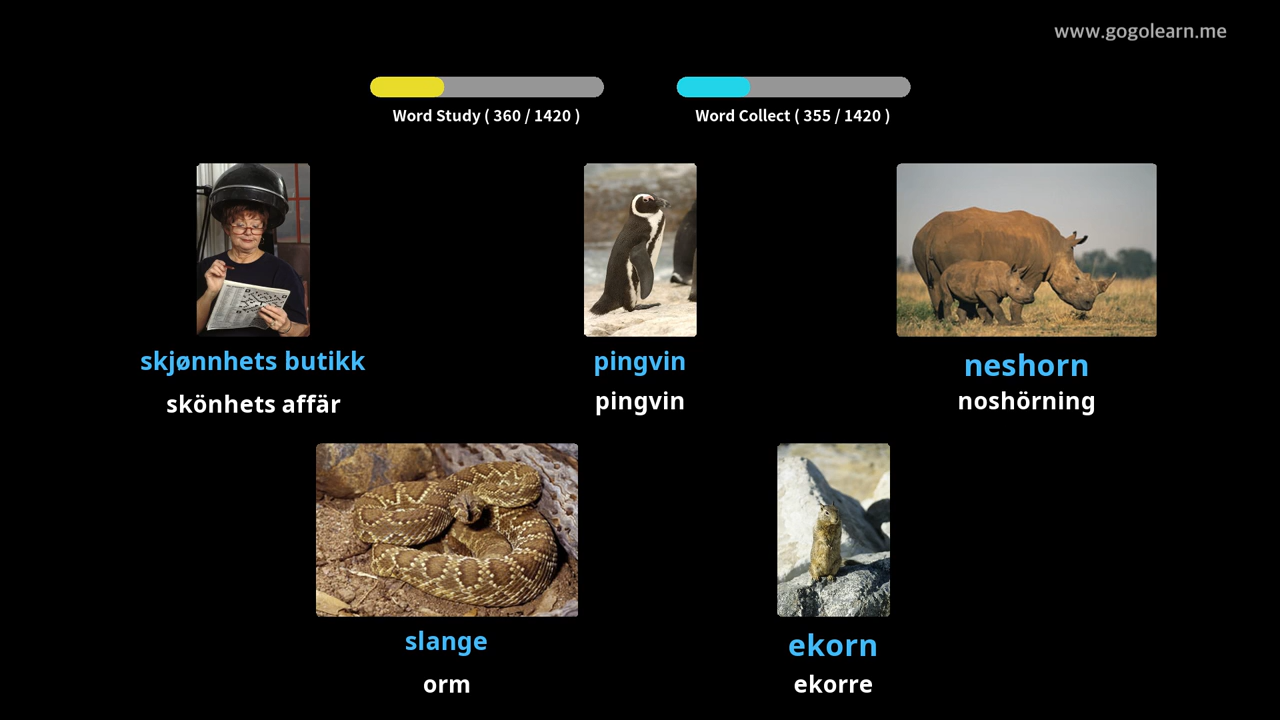 www.gogolearn.me
Word Study ( 360 / 1420 )
Word Collect ( 355 / 1420 )
skjønnhets butikk
skönhets affär
pingvin
pingvin
neshorn
noshörning
slange
orm
ekorn
ekorre